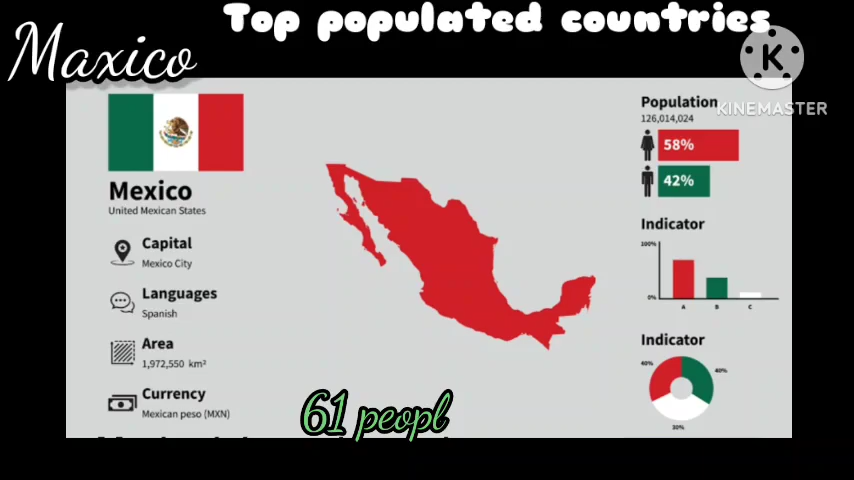 Top populated countries
Maxico
K
KINEMASTER
Mexico
United Mexican States
Capital
Mexico City
Languages
Spanish
Area
1,972,550 km²
Currency
Mexican peso (MXN)
61 peopl
Population
126,014,024
58%
42%
Indicator
100%
0%
A B C
Indicator
40% 40%
30%